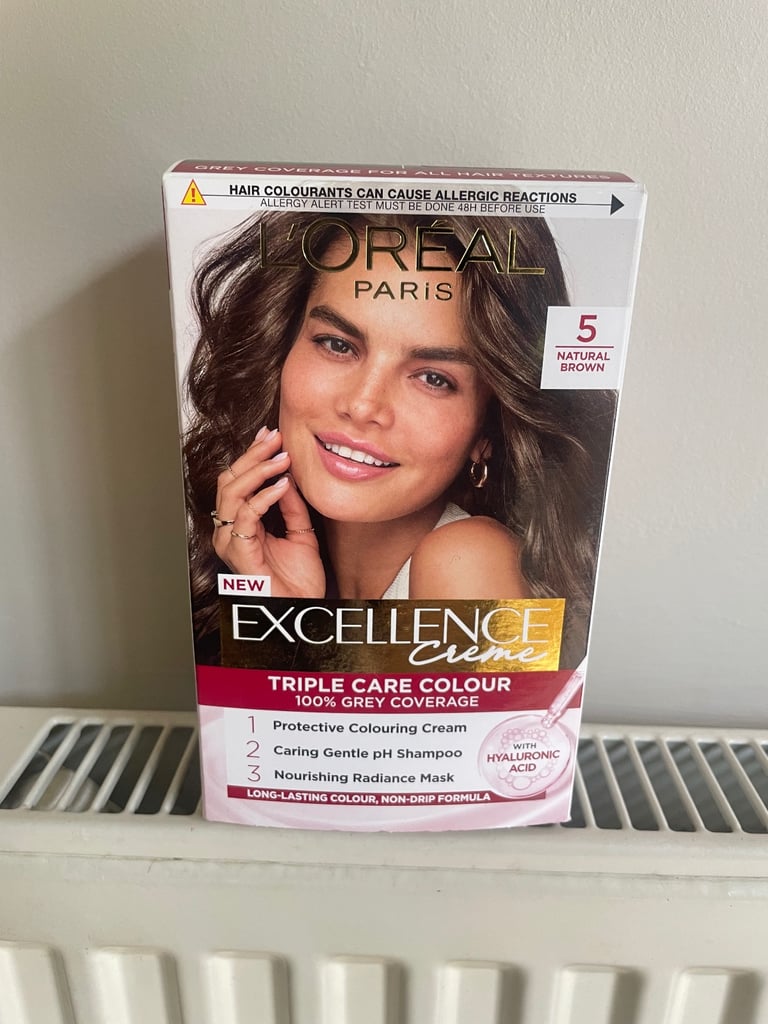 GREY COVERAGE FOR ALL HAIR TEXTURES
HAIR COLOURANTS CAN CAUSE ALLERGIC REACTIONS
ALLERGY ALERT TEST MUST BE DONE 48H BEFORE USE
L'ORÉAL
PARiS
5
NATURAL
BROWN
NEW
EXCELLENCE
Creme
TRIPLE CARE COLOUR
100% GREY COVERAGE
1 Protective Colouring Cream
2 Caring Gentle pH Shampoo
3 Nourishing Radiance Mask
WITH
HYALURONIC
ACID
LONG-LASTING COLOUR, NON-DRIP FORMULA